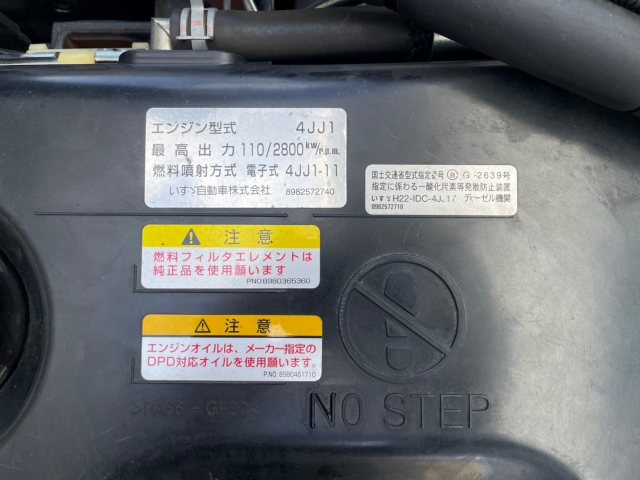 エンジン型式 4JJ1
最高出力 110/2800 kW/r.p.m.
燃料噴射方式 電子式 4JJ1-11
いすゞ自動車株式会社 8982572740
国土交通省型式指定番号 G-2639号
指定に係わる一酸化炭素等発散防止装置
いすゞH22-IDC-4JJ17 ディーゼル機関
8982572710
注意
燃料フィルタエレメントは
純正品を使用願います
P.NO.8980365360
注意
エンジンオイルは、メーカー指定の
DPD対応オイルを使用願います。
P.NO. 8980461710
NO STEP